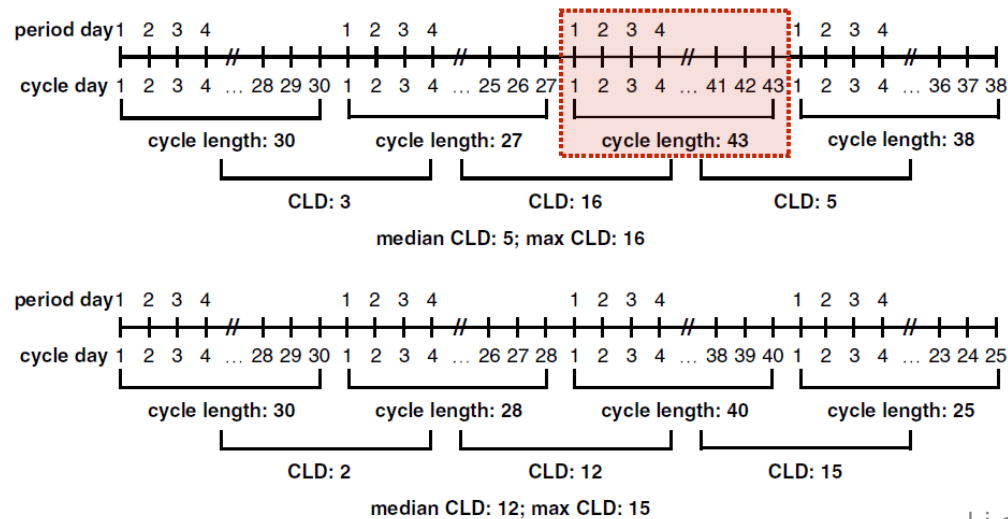 period day 1 2 3 4 1 2 3 4 1 2 3 4 1 2 3 4
// // // //
cycle day 1 2 3 4 ... 28 29 30 1 2 3 4 ... 25 26 27 1 2 3 4 ... 41 42 43 1 2 3 4 ... 36 37 38
cycle length: 30 cycle length: 27 cycle length: 43 cycle length: 38
CLD: 3 CLD: 16 CLD: 5
median CLD: 5; max CLD: 16
period day 1 2 3 4 1 2 3 4 1 2 3 4 1 2 3 4
// // // //
cycle day 1 2 3 4 ... 28 29 30 1 2 3 4 ... 26 27 28 1 2 3 4 ... 38 39 40 1 2 3 4 ... 23 24 25
cycle length: 30 cycle length: 28 cycle length: 40 cycle length: 25
CLD: 2 CLD: 12 CLD: 15
median CLD: 12; max CLD: 15